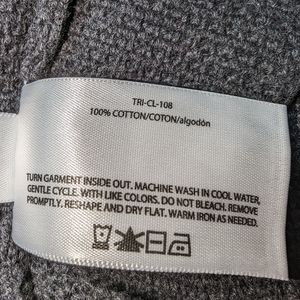 TRI-CL-108
100% COTTON/COTON/algodón
TURN GARMENT INSIDE OUT. MACHINE WASH IN COOL WATER,
GENTLE CYCLE. WITH LIKE COLORS. DO NOT BLEACH. REMOVE
PROMPTLY. RESHAPE AND DRY FLAT. WARM IRON AS NEEDED.